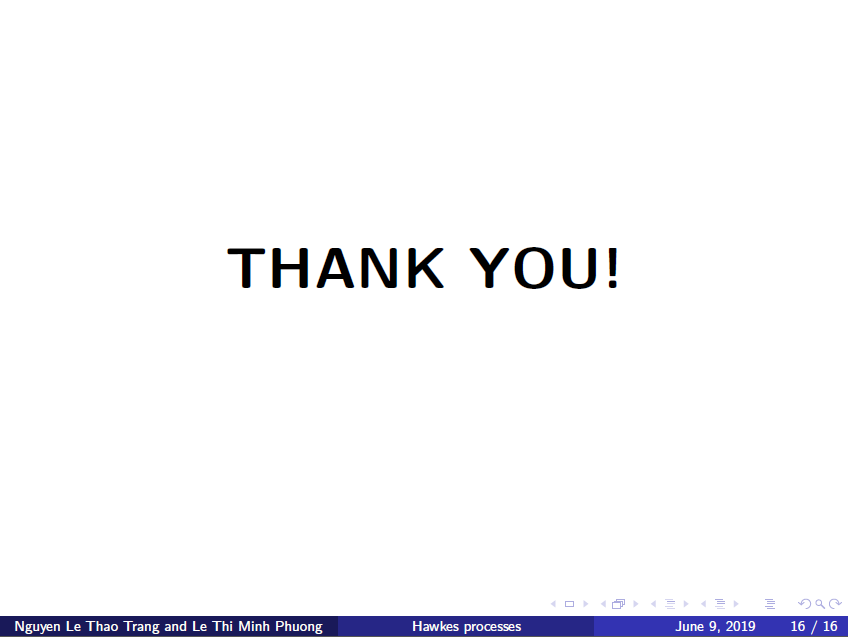 THANK YOU!
Nguyen Le Thao Trang and Le Thi Minh Phuong Hawkes processes June 9, 2019 16 / 16